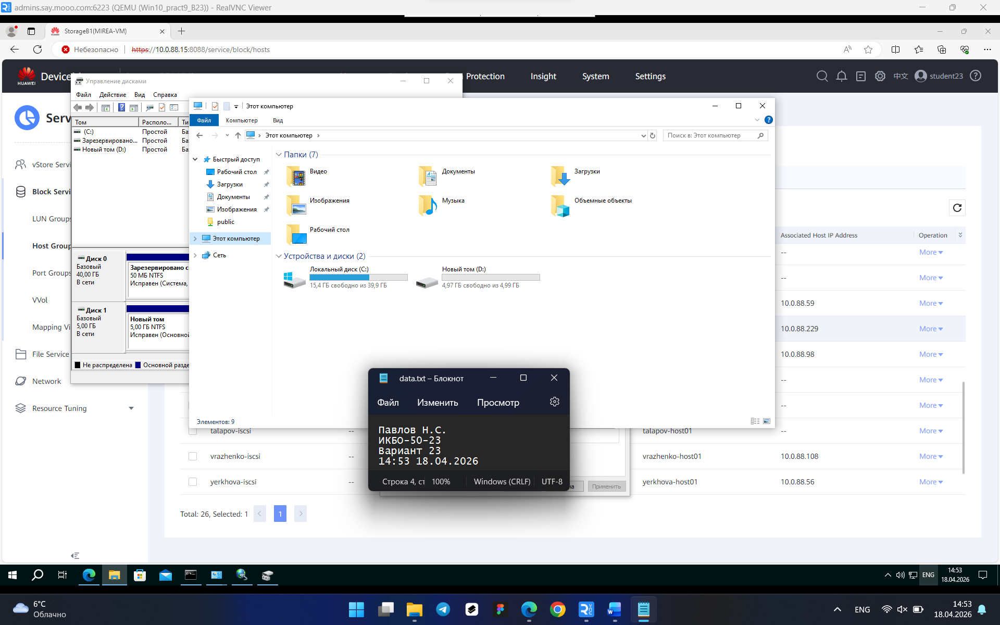 admins.say.mooo.com:6223 (QEMU (Win10_pract9_B23)) - RealVNC Viewer
StorageB1(MIREA-VM)
Небезопасно
https://10.0.88.15:8088/service/block/hosts
HUAWEI
Device
Protection
Insight
System
Settings
中文
student23
Управление дисками
Файл
Действие
Вид
Справка
Том
Располо...
Ти
(C:)
Простой
Ба
Зарезервировано...
Простой
Ба
Новый том (D:)
Простой
Ба
Диск 0
Базовый
40,00 ГБ
В сети
Зарезервировано с
50 МБ NTFS
Исправен (Система,
Диск 1
Базовый
5,00 ГБ
В сети
Новый том
5,00 ГБ NTFS
Исправен (Основной
Не распределена
Основной разде
Serv
vStore Servi
Block Servi
LUN Groups
Host Group
Port Groups
VVol
Mapping Vi
File Service
Network
Resource Tuning
Этот компьютер
Файл
Компьютер
Вид
Этот компьютер
Поиск в: Этот компьютер
Быстрый доступ
Рабочий стол
Загрузки
Документы
Изображения
public
Этот компьютер
Сеть
Папки (7)
Видео
Документы
Загрузки
Изображения
Музыка
Объемные объекты
Рабочий стол
Устройства и диски (2)
Локальный диск (C:)
15,4 ГБ свободно из 39,9 ГБ
Новый том (D:)
4,97 ГБ свободно из 4,99 ГБ
Элементов: 9
Associated Host IP Address
Operation
-- More
-- More
10.0.88.59 More
10.0.88.229 More
10.0.88.98 More
-- More
-- More
talapov-iscsi -- talapov-host01 -- More
vrazhenko-iscsi -- vrazhenko-host01 10.0.88.108 More
yerkhova-iscsi -- yerkhova-host01 10.0.88.56 More
на
Применить
Total: 26, Selected: 1
1
data.txt – Блокнот
Файл
Изменить
Просмотр
Павлов Н.С.
ИКБО-50-23
Вариант 23
14:53 18.04.2026
Строка 4, ст
100%
Windows (CRLF)
UTF-8
ENG
14:53
18.04.2026
6°C
Облачно
ENG
14:53
18.04.2026